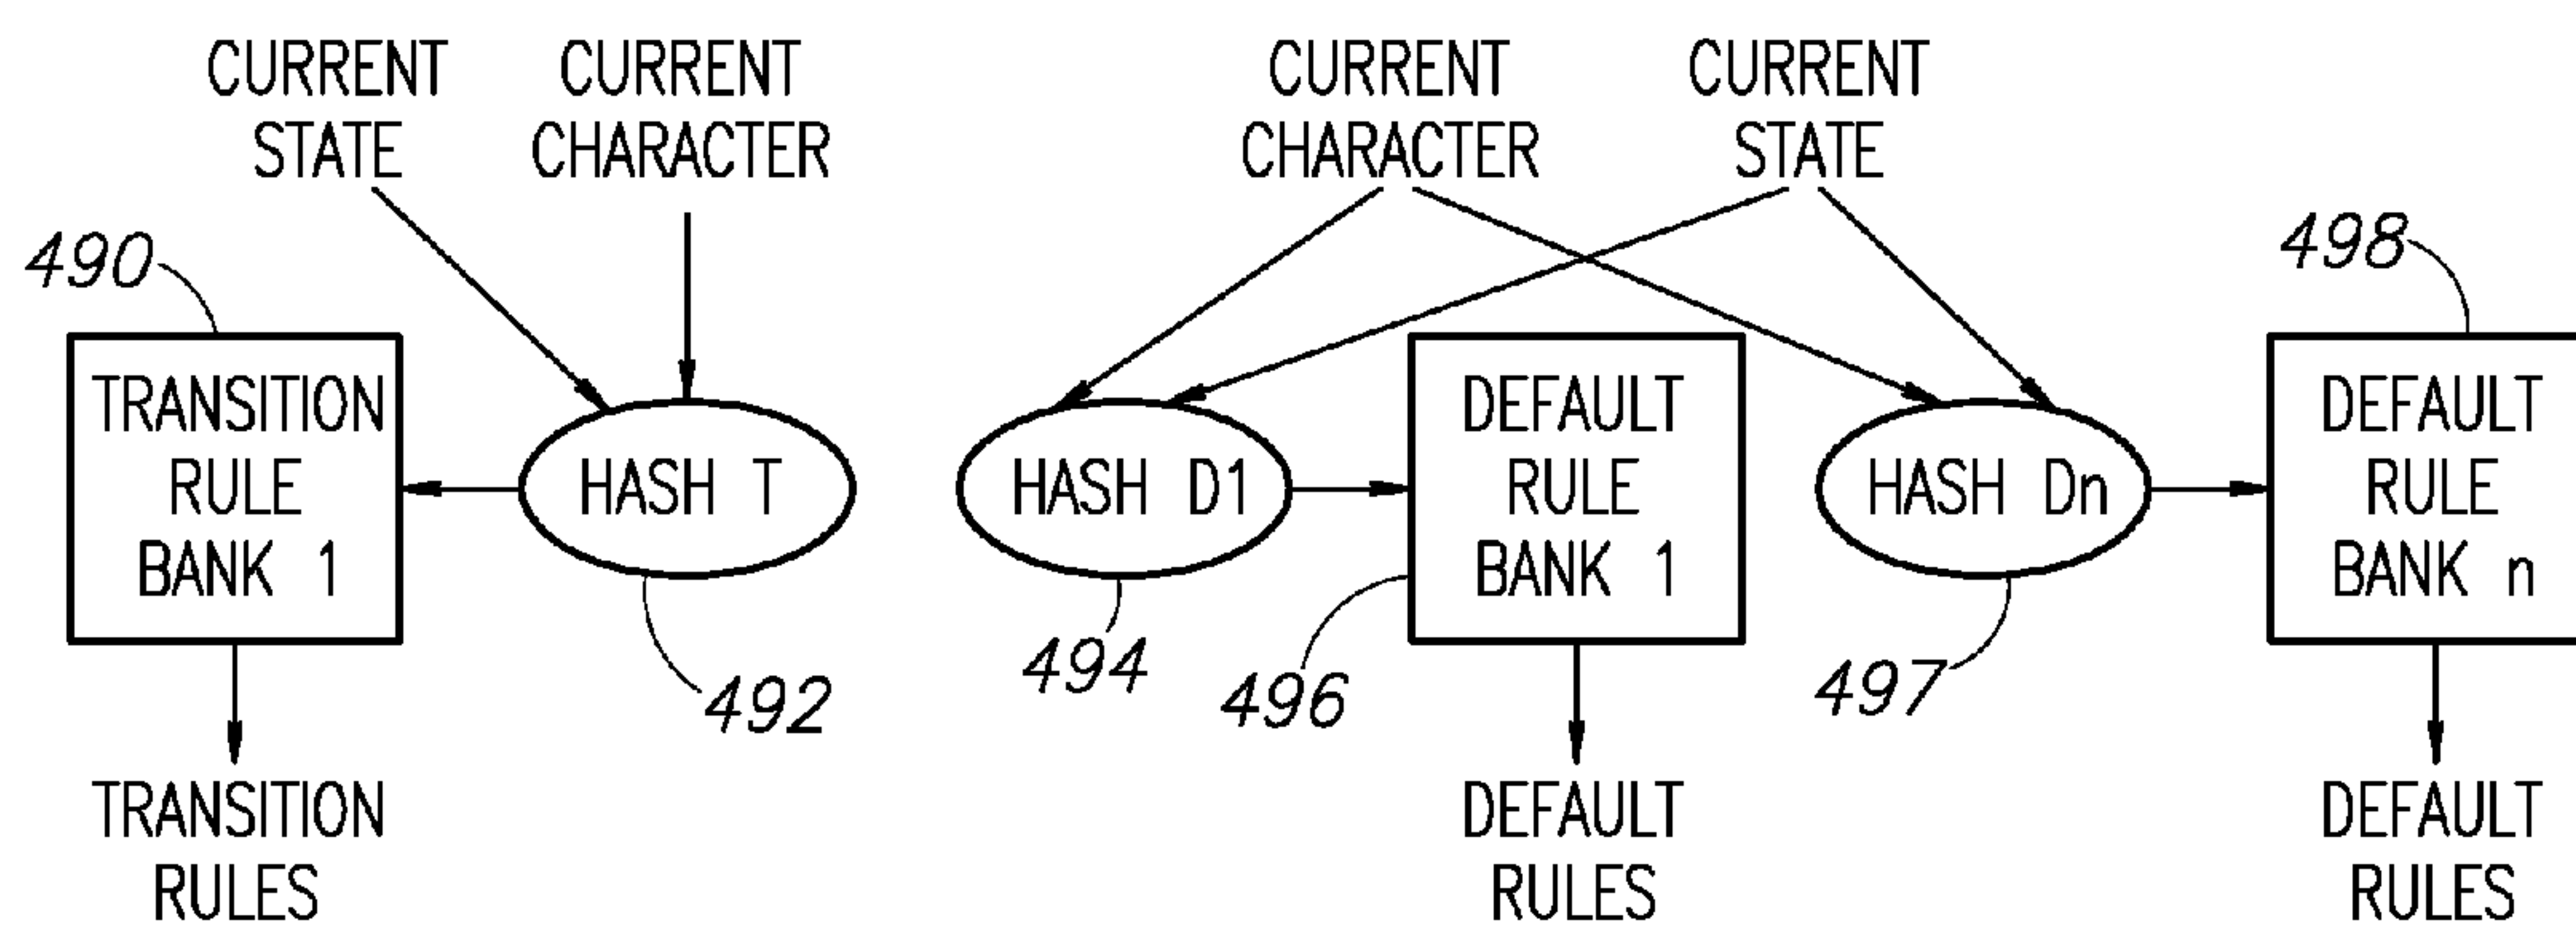 CURRENT
STATE
CURRENT
CHARACTER
CURRENT
CHARACTER
CURRENT
STATE
490
498
TRANSITION
RULE
BANK 1
HASH T
HASH D1
DEFAULT
RULE
BANK 1
HASH Dn
DEFAULT
RULE
BANK n
492
494
496
497
TRANSITION
RULES
DEFAULT
RULES
DEFAULT
RULES